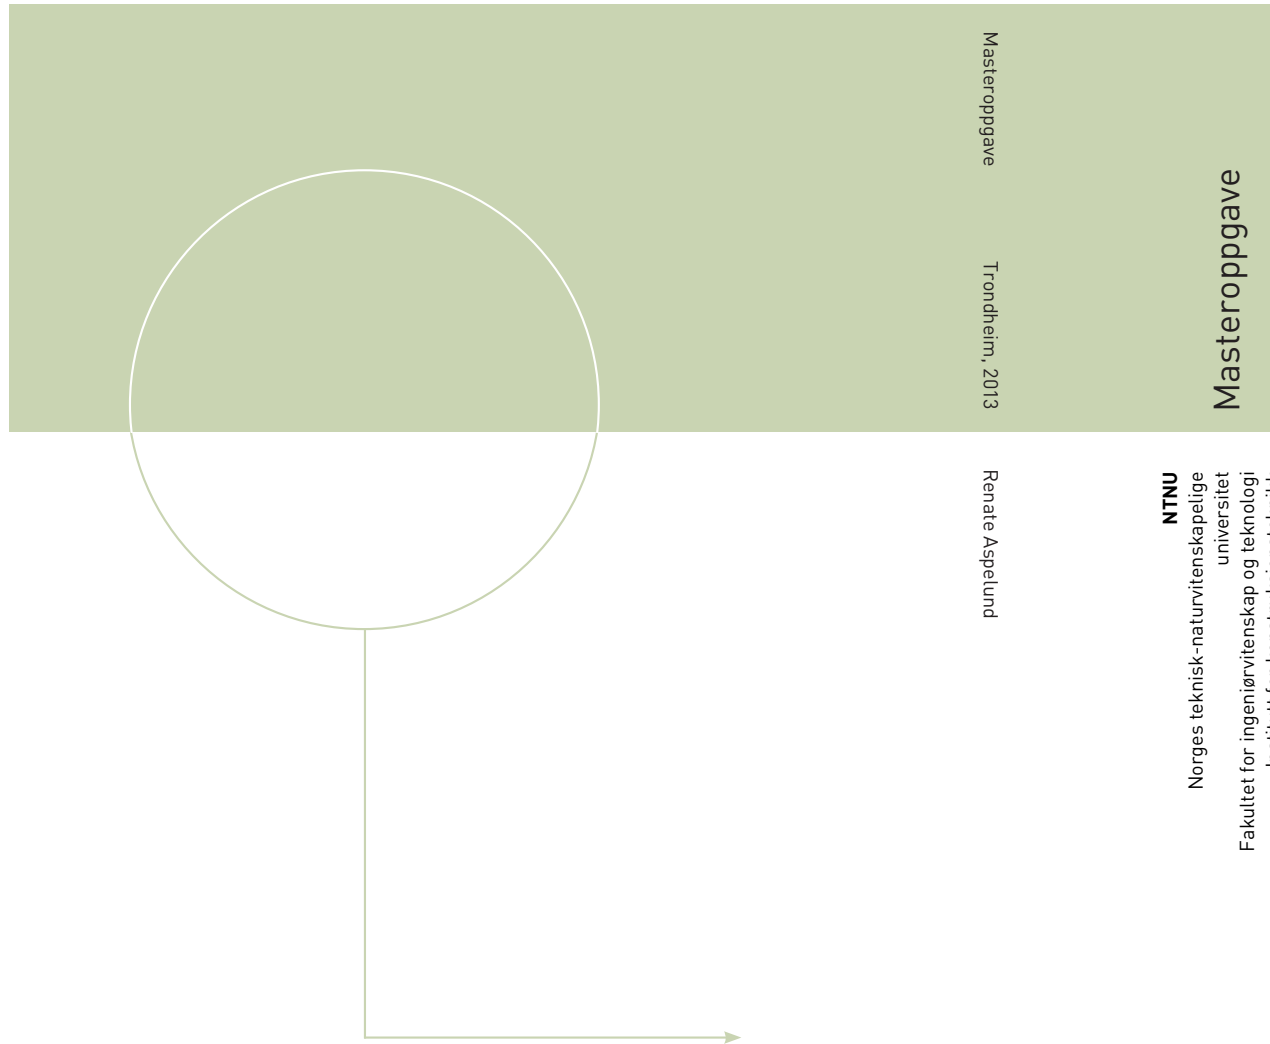 Masteroppgave
Trondheim, 2013
Renate Aspelund
Masteroppgave
NTNU
Norges teknisk-naturvitenskapelige
universitet
Fakultet for ingeniørvitenskap og teknologi